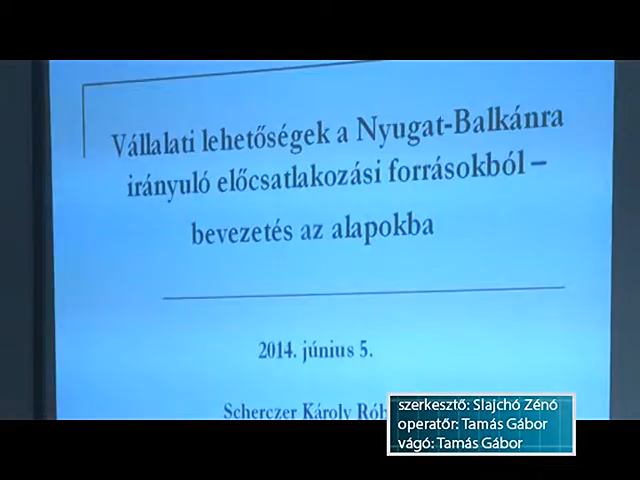 Vállalati lehetőségek a Nyugat-Balkánra
irányuló előcsatlakozási forrásokból –
bevezetés az alapokba
2014. június 5.
Scherczer Károly
szerkesztő: Slajchó Zénó
operatőr: Tamás Gábor
vágó: Tamás Gábor